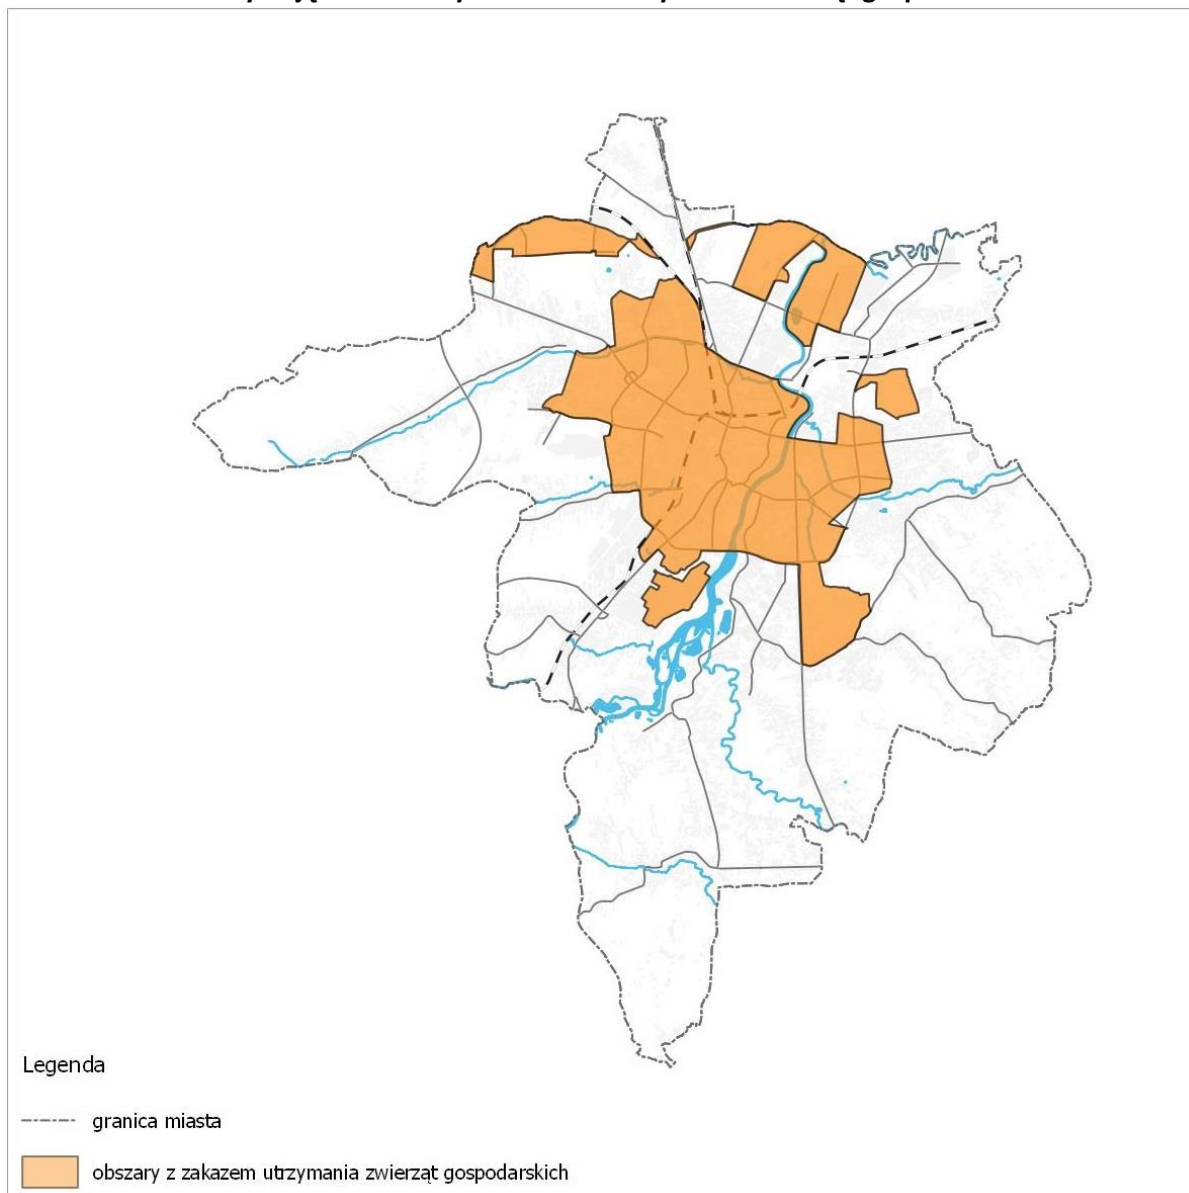 Legenda
granica miasta
obszary z zakazem utrzymania zwierząt gospodarskich